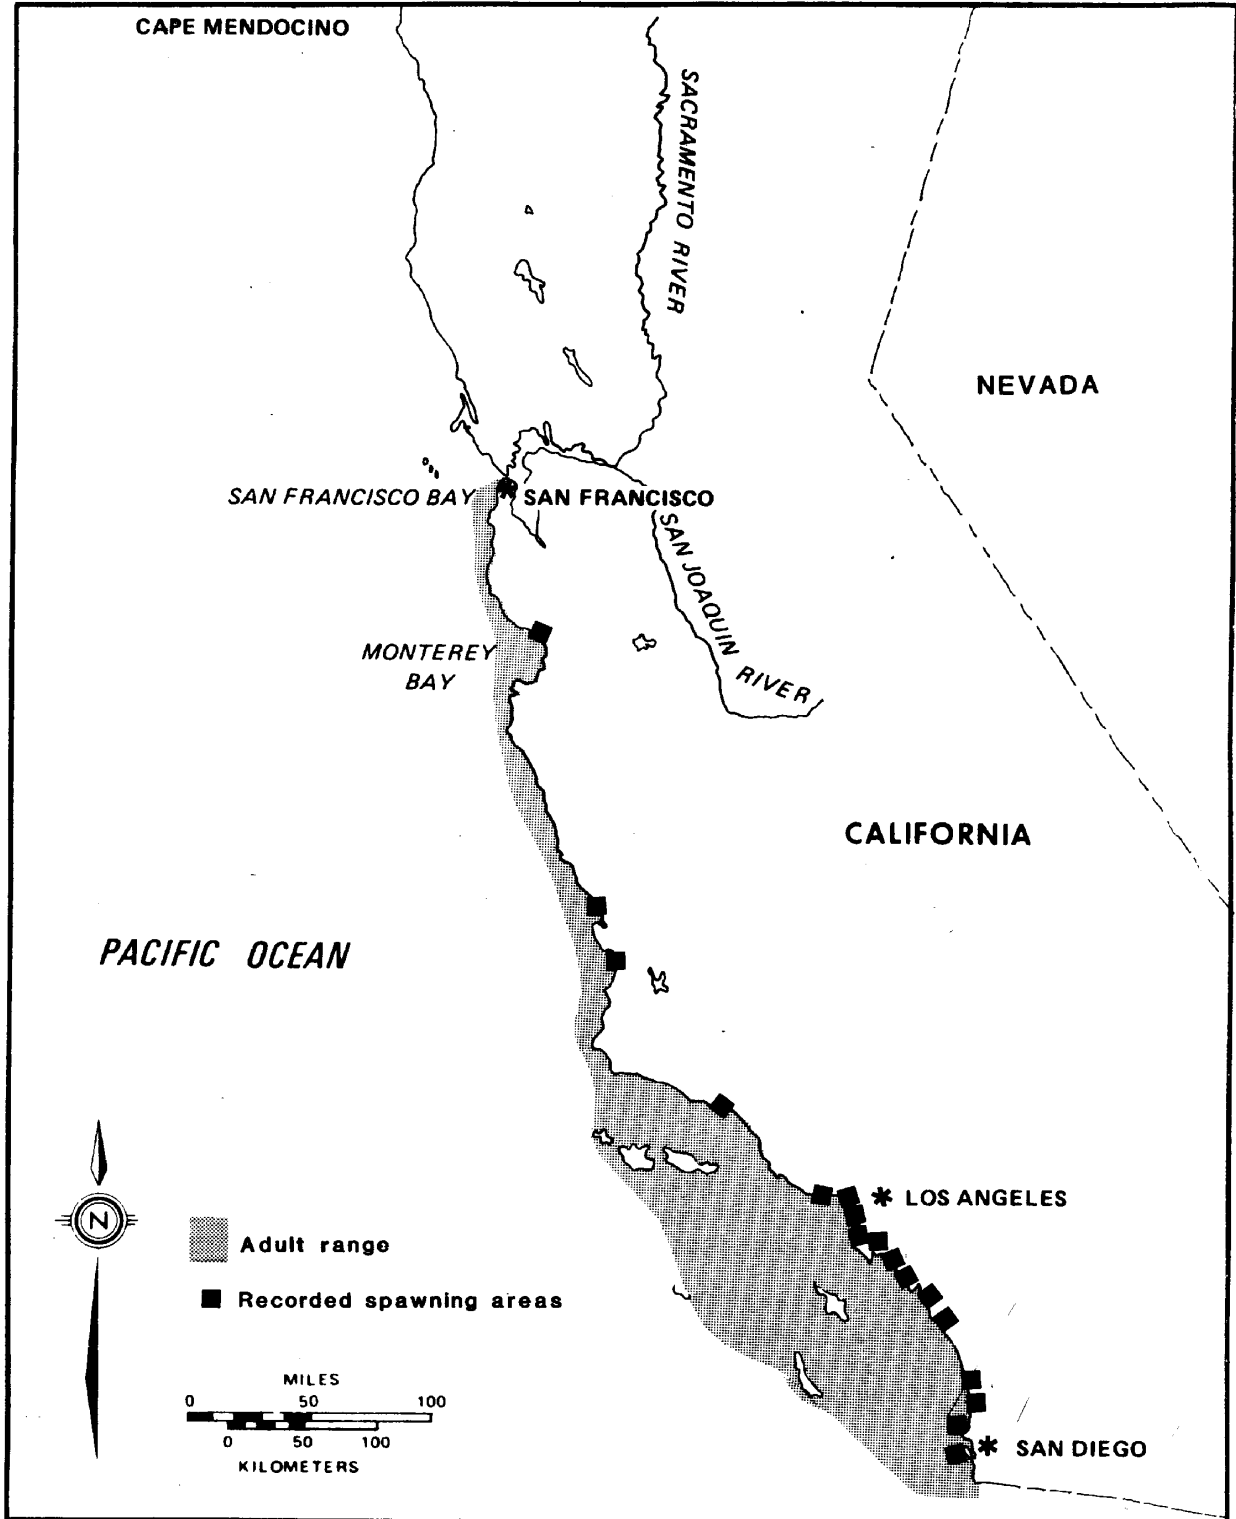 CAPE MENDOCINO
SACRAMENTO RIVER
NEVADA
SAN FRANCISCO BAY
SAN FRANCISCO
SAN JOAQUIN RIVER
MONTEREY
BAY
CALIFORNIA
PACIFIC OCEAN
LOS ANGELES
N
Adult range
Recorded spawning areas
MILES
0 50 100
0 50 100
KILOMETERS
SAN DIEGO